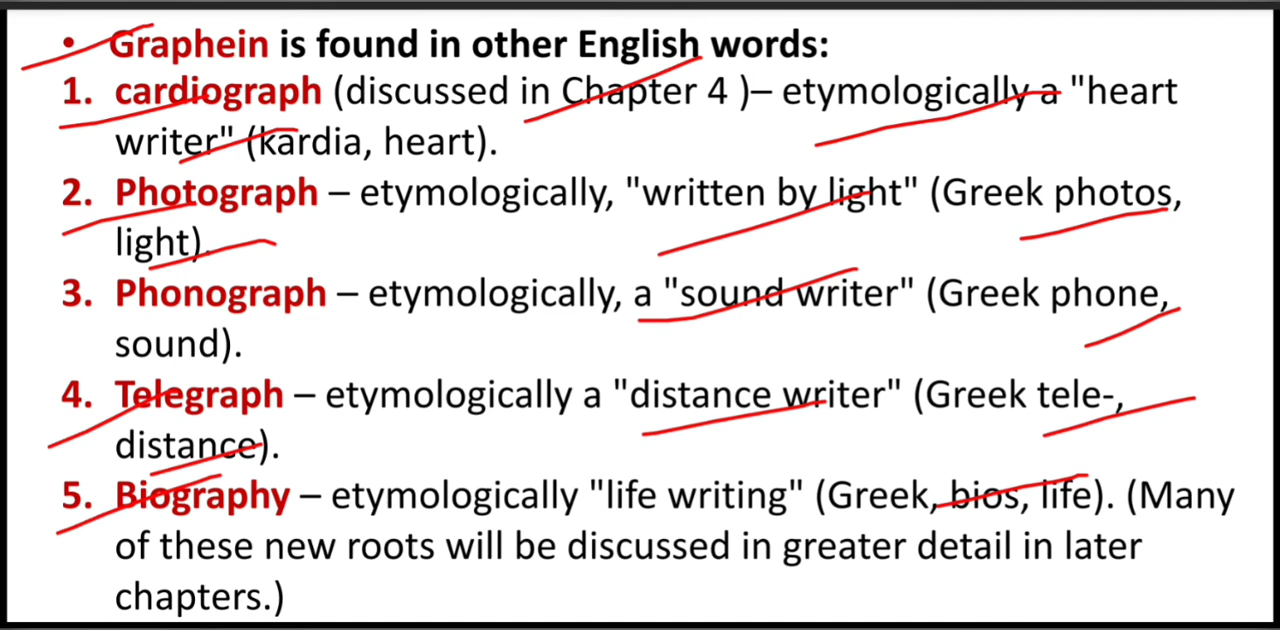 • Graphein is found in other English words:
1. cardiograph (discussed in Chapter 4 )– etymologically a "heart
writer" (kardia, heart).
2. Photograph – etymologically, "written by light" (Greek photos,
light).
3. Phonograph – etymologically, a "sound writer" (Greek phone,
sound).
4. Telegraph – etymologically a "distance writer" (Greek tele-,
distance).
5. Biography – etymologically "life writing" (Greek, bios, life). (Many
of these new roots will be discussed in greater detail in later
chapters.)